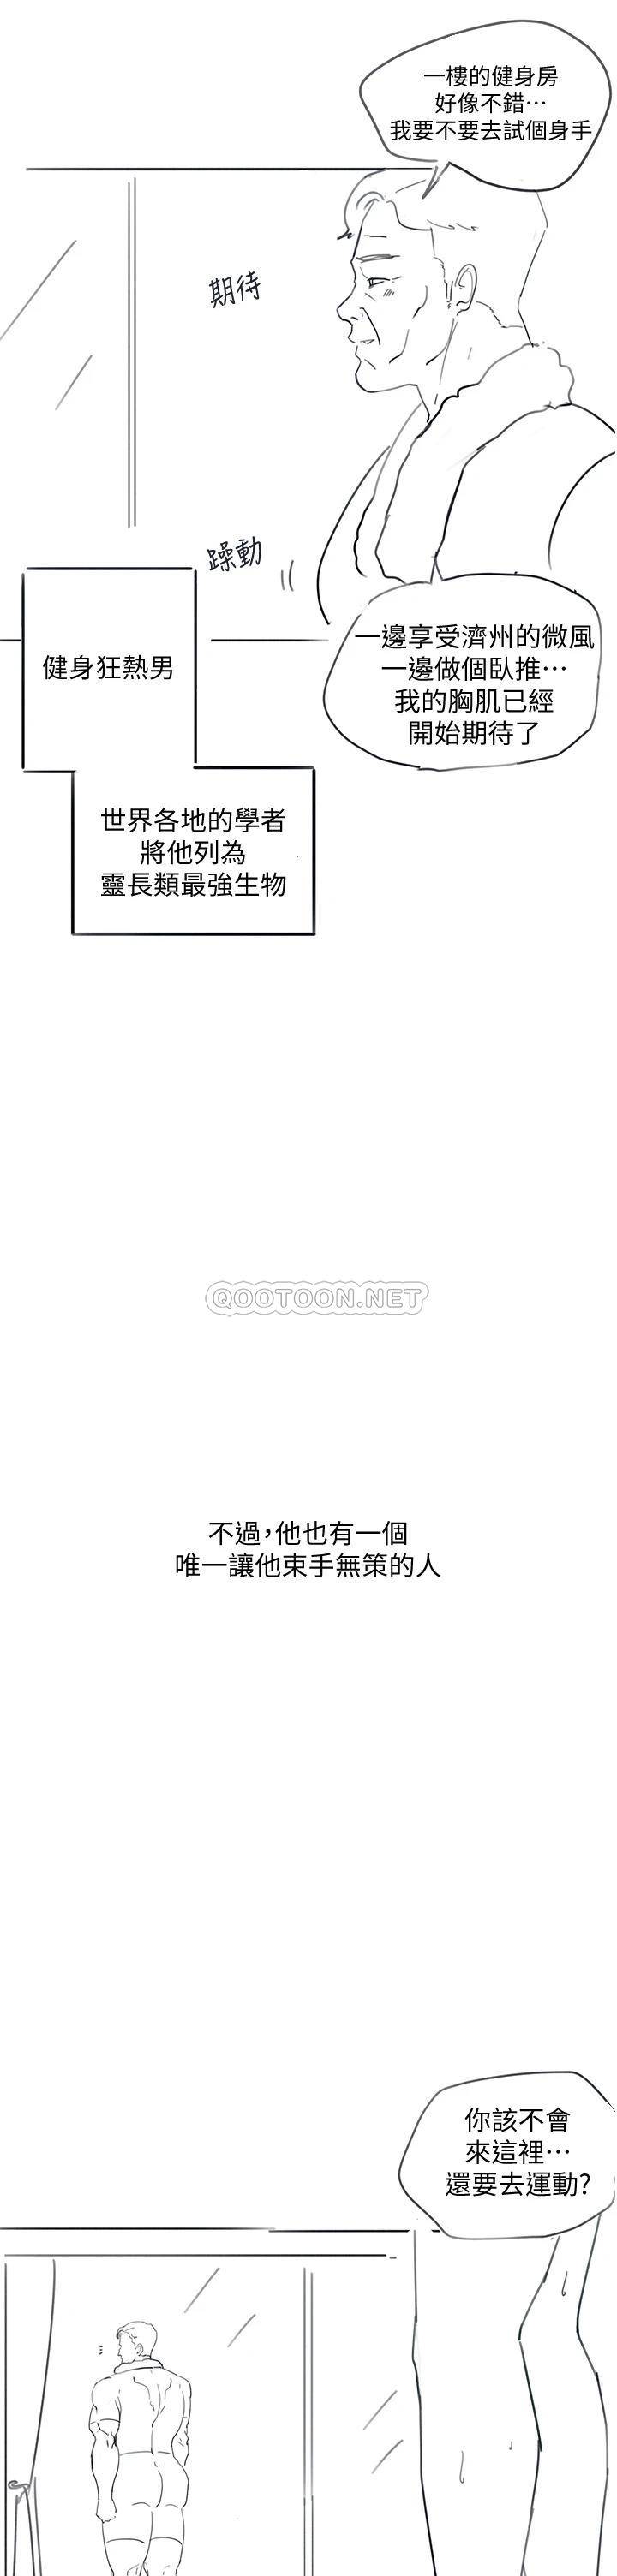 一樓的健身房
好像不錯…
我要不要去試個身手
期待
躁動
一邊享受濟州的微風
一邊做個臥推…
我的胸肌已經
開始期待了
健身狂熱男
世界各地的學者
將他列為
靈長類最強生物
QOOTOON.NET
不過,他也有一個
唯一讓他束手無策的人
你該不會
來這裡…
還要去運動?